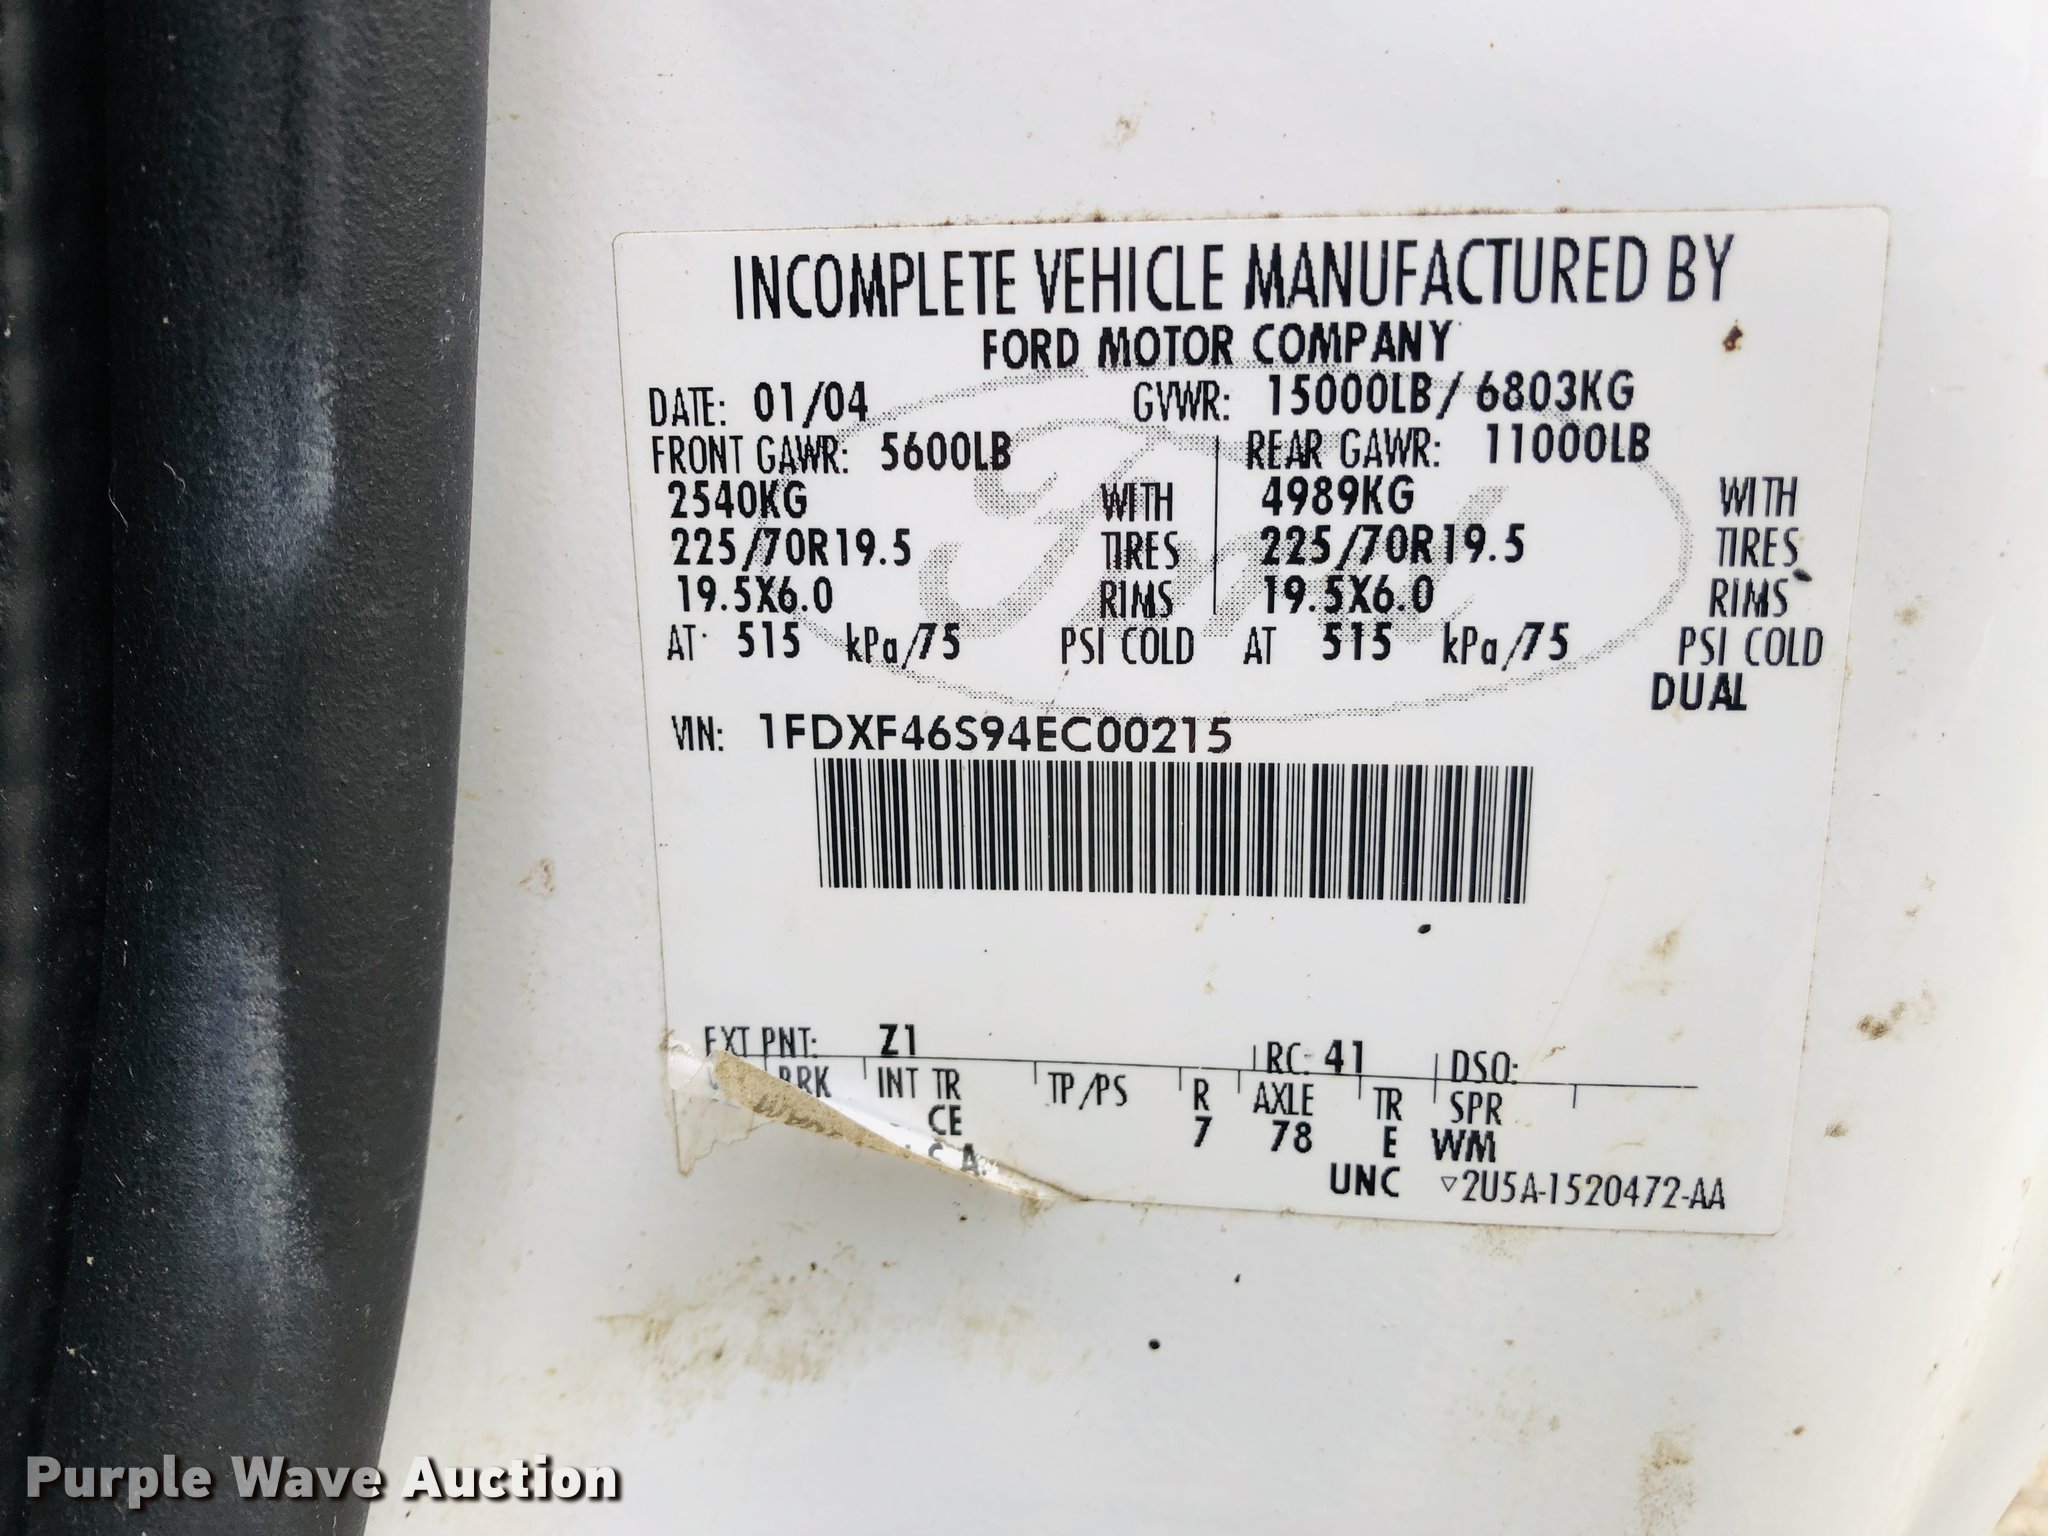 INCOMPLETE VEHICLE MANUFACTURED BY
FORD MOTOR COMPANY
DATE: 01/04 GVWR: 15000LB/ 6803KG
FRONT GAWR: 5600LB REAR GAWR: 11000LB
2540KG WITH 4989KG WITH
225/70R19.5 TIRES 225/70R19.5 TIRES
19.5X6.0 RIMS 19.5X6.0 RIMS
AT 515 kPa/75 PSI COLD AT 515 kPa/75 PSI COLD
DUAL
Ford
VIN: 1FDXF46S94EC00215
EXT PNT: Z1 RC: 41 DSO:
BRK INT TR TP/PS R AXLE TR SPR
CE 7 78 E WM
UNC ▽2U5A-1520472-AA
Purple Wave Auction